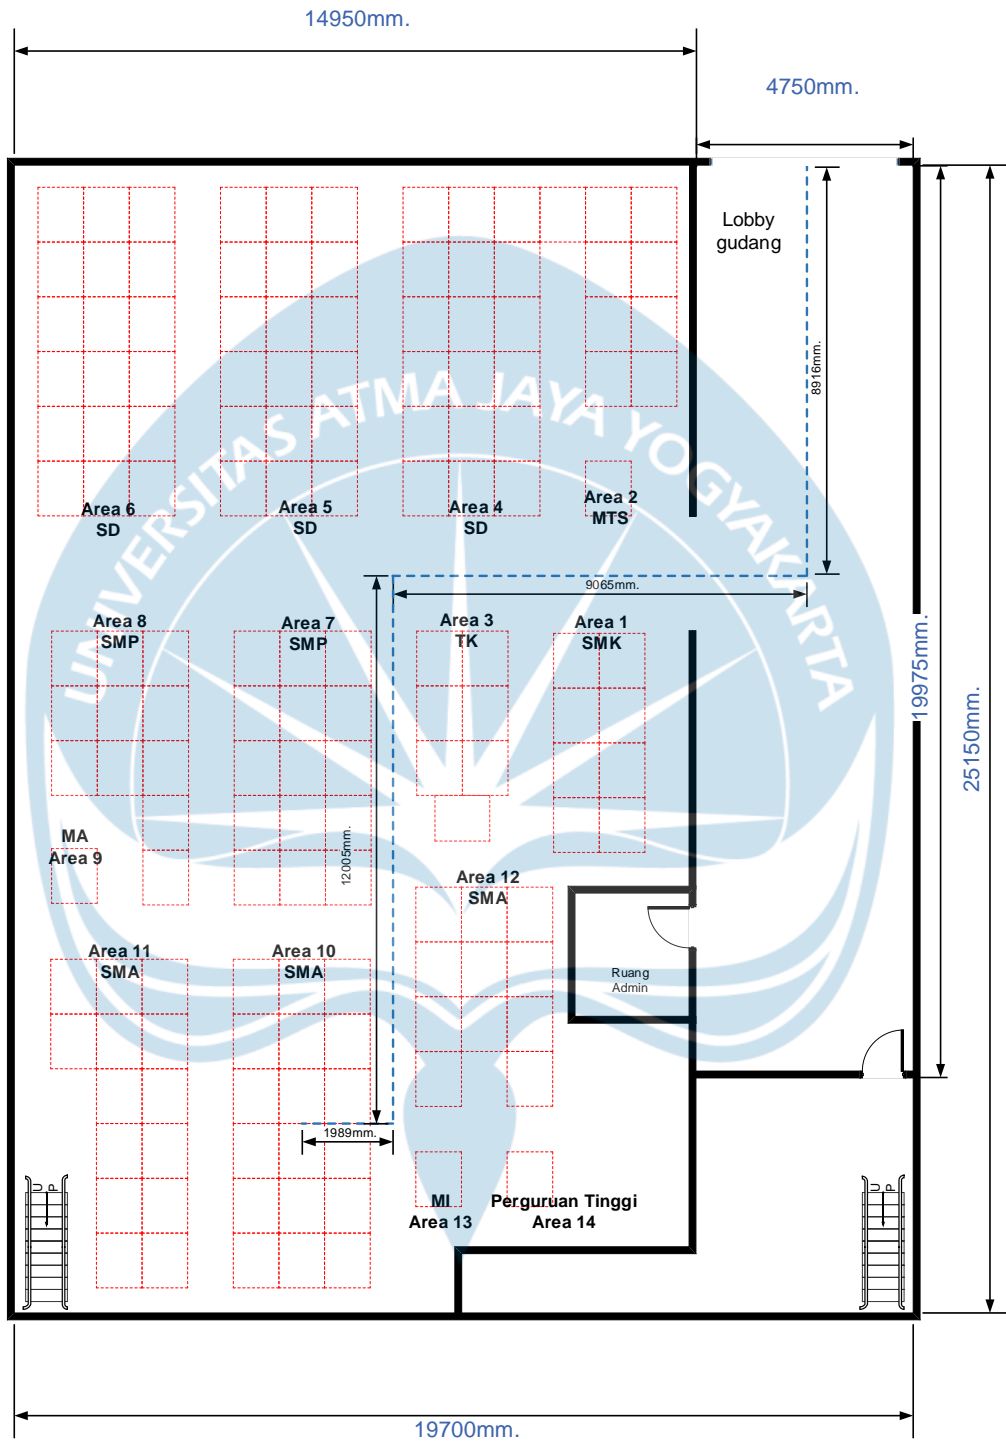 14950mm.
4750mm.
Lobby
gudang
8916mm.
UNIVERSITAS ATMA JAYA YOGYAKARTA
Area 6
SD
Area 5
SD
Area 4
SD
Area 2
MTS
9065mm.
Area 8
SMP
Area 7
SMP
Area 3
TK
Area 1
SMK
19975mm.
25150mm.
MA
Area 9
12005mm.
Area 12
SMA
Area 11
SMA
Area 10
SMA
Ruang
Admin
1989mm.
UP
UP
MI
Area 13
Perguruan Tinggi
Area 14
19700mm.